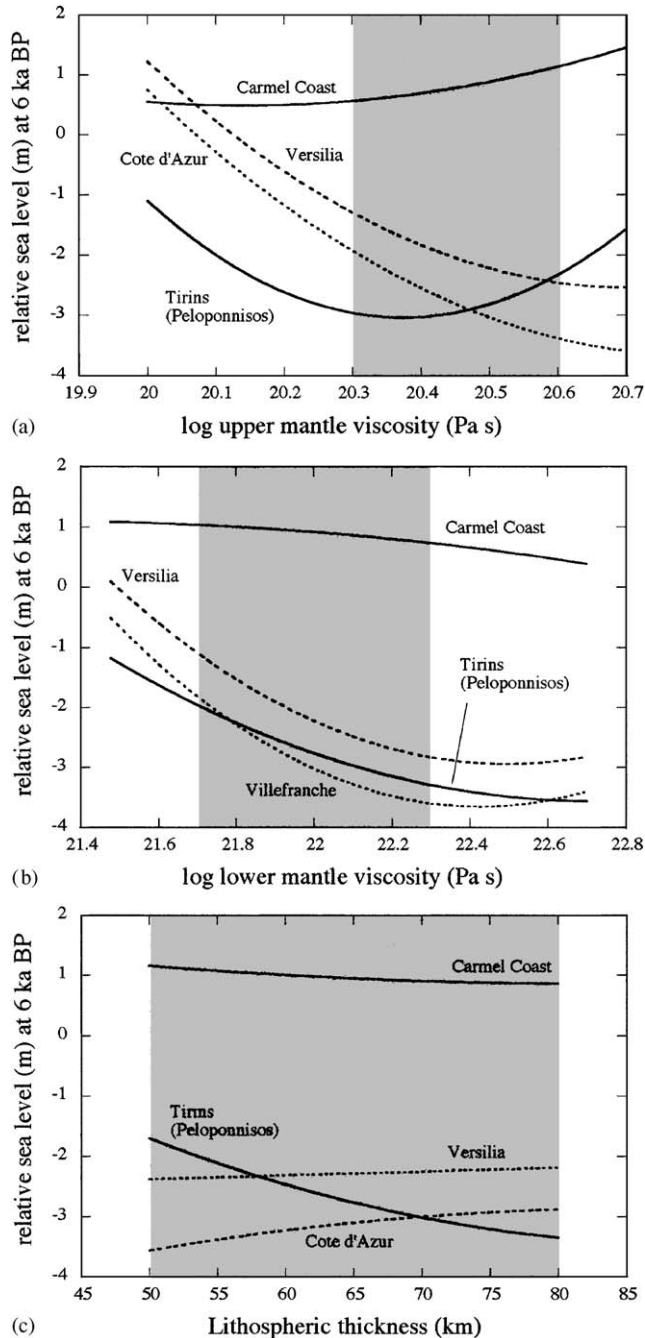 2
1
0
-1
-2
-3
-4
relative sea level (m) at 6 ka BP
Carmel Coast
Cote d'Azur
Versilia
Tirins
(Peloponnisos)
19.9 20 20.1 20.2 20.3 20.4 20.5 20.6 20.7
(a) log upper mantle viscosity (Pa s)
2
1
0
-1
-2
-3
-4
relative sea level (m) at 6 ka BP
Carmel Coast
Versilia
Tirins
(Peloponnisos)
Villefranche
21.4 21.6 21.8 22 22.2 22.4 22.6 22.8
(b) log lower mantle viscosity (Pa s)
2
1
0
-1
-2
-3
-4
relative sea level (m) at 6 ka BP
Carmel Coast
Tirins
(Peloponnisos)
Versilia
Cote d'Azur
45 50 55 60 65 70 75 80 85
(c) Lithospheric thickness (km)